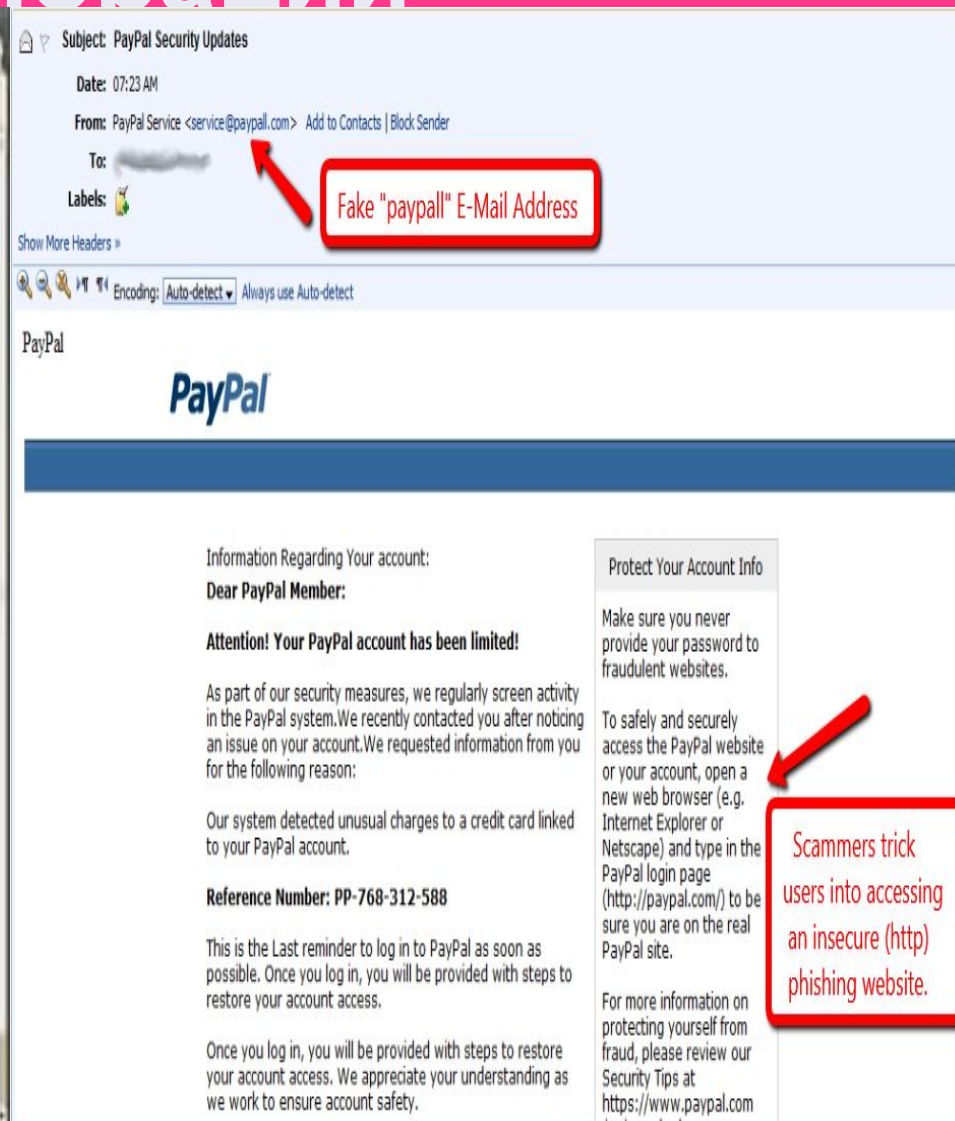 Subject: PayPal Security Updates
Date: 07:23 AM
From: PayPal Service <service@paypall.com> Add to Contacts | Block Sender
To:
Labels:
Fake "paypall" E-Mail Address
Show More Headers »
Encoding: Auto-detect Always use Auto-detect
PayPal
PayPal
Information Regarding Your account:
Dear PayPal Member:
Attention! Your PayPal account has been limited!
As part of our security measures, we regularly screen activity
in the PayPal system.We recently contacted you after noticing
an issue on your account.We requested information from you
for the following reason:
Our system detected unusual charges to a credit card linked
to your PayPal account.
Reference Number: PP-768-312-588
This is the Last reminder to log in to PayPal as soon as
possible. Once you log in, you will be provided with steps to
restore your account access.
Once you log in, you will be provided with steps to restore
your account access. We appreciate your understanding as
we work to ensure account safety.
Protect Your Account Info
Make sure you never
provide your password to
fraudulent websites.
To safely and securely
access the PayPal website
or your account, open a
new web browser (e.g.
Internet Explorer or
Netscape) and type in the
PayPal login page
(http://paypal.com/) to be
sure you are on the real
PayPal site.
For more information on
protecting yourself from
fraud, please review our
Security Tips at
https://www.paypal.com
Scammers trick
users into accessing
an insecure (http)
phishing website.